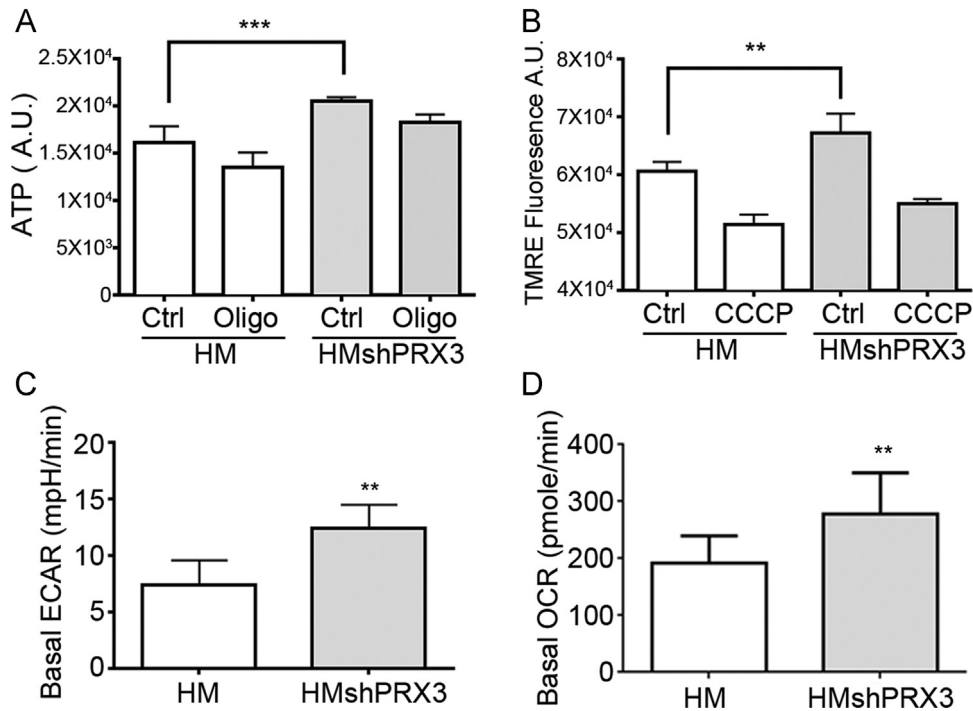 A
***
ATP ( A.U.)
2.5X10⁴
2X10⁴
1.5X10⁴
1X10⁴
5X10³
0
Ctrl Oligo Ctrl Oligo
HM HMshPRX3
B
**
TMRE Fluoresence A.U.
8X10⁴
7X10⁴
6X10⁴
5X10⁴
4X10⁴
Ctrl CCCP Ctrl CCCP
HM HMshPRX3
C
**
Basal ECAR (mpH/min)
20
15
10
5
0
HM HMshPRX3
D
**
Basal OCR (pmole/min)
400
300
200
100
0
HM HMshPRX3